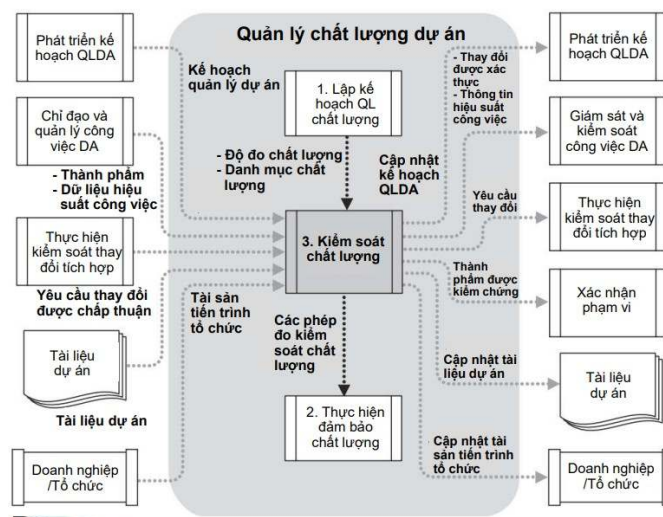 Quản lý chất lượng dự án
Phát triển kế
hoạch QLDA
Chỉ đạo và
quản lý công
việc DA
- Thành phẩm
- Dữ liệu hiệu
suất công việc
Thực hiện
kiểm soát thay
đổi tích hợp
Yêu cầu thay đổi
được chấp thuận
Tài liệu
dự án
Tài liệu dự án
Doanh nghiệp
/Tổ chức
Kế hoạch
quản lý dự án
1. Lập kế
hoạch QL
chất lượng
- Độ đo chất lượng
- Danh mục chất
lượng
3. Kiểm soát
chất lượng
Tài sản
tiến trình
tổ chức
Các phép
đo kiểm
soát chất
lượng
2. Thực hiện
đảm bảo
chất lượng
- Thay đổi
được xác
thực
- Thông tin
hiệu suất
công việc
Cập nhật
kế hoạch
QLDA
Yêu cầu
thay đổi
Thành
phẩm được
kiểm chứng
Cập nhật tài
liệu dự án
Cập nhật tài
sản tiến trình
tổ chức
Phát triển kế
hoạch QLDA
Giám sát và
kiểm soát
công việc DA
Thực hiện
kiểm soát thay
đổi tích hợp
Xác nhận
phạm vi
Tài liệu
dự án
Doanh nghiệp
/Tổ chức